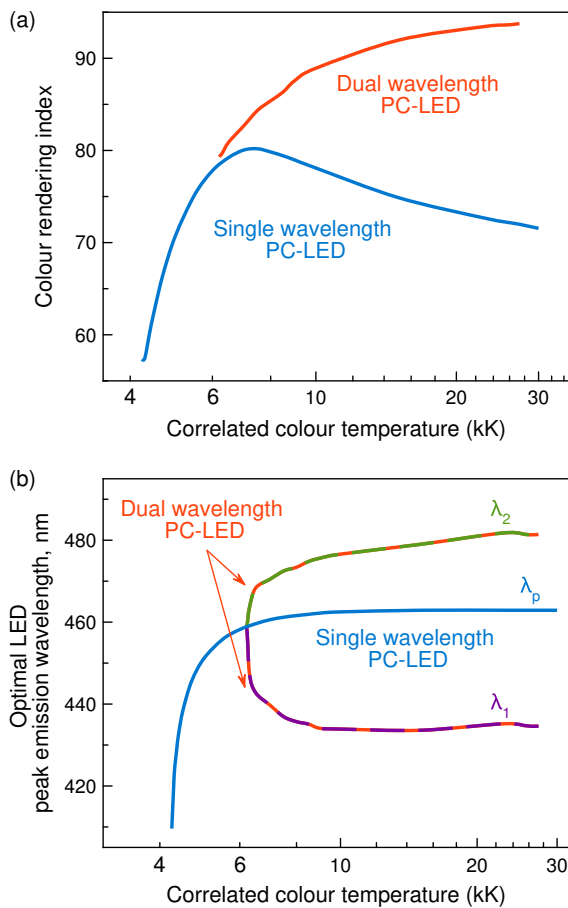 (a)
90
80
70
60
Colour rendering index
Dual wavelength
PC-LED
Single wavelength
PC-LED
4 6 10 20 30
Correlated colour temperature (kK)
(b)
480
460
440
420
Optimal LED
peak emission wavelength, nm
Dual wavelength
PC-LED
λ2
λp
Single wavelength
PC-LED
λ1
4 6 10 20 30
Correlated colour temperature (kK)